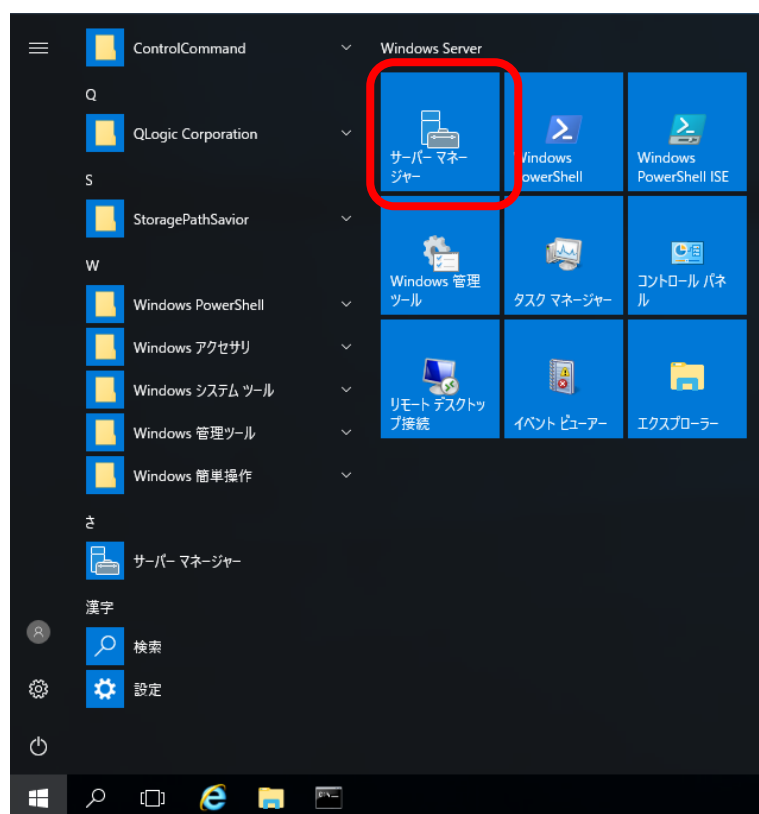 ControlCommand
Q
QLogic Corporation
S
StoragePathSavior
W
Windows PowerShell
Windows アクセサリ
Windows システム ツール
Windows 管理ツール
Windows 簡単操作
さ
サーバー マネージャー
漢字
検索
設定
Windows Server
サーバー マネー
ジャー
Windows
PowerShell
Windows
PowerShell ISE
Windows 管理
ツール
タスク マネージャー
コントロール パネ
ル
リモート デスクトッ
プ接続
イベント ビューアー
エクスプローラー